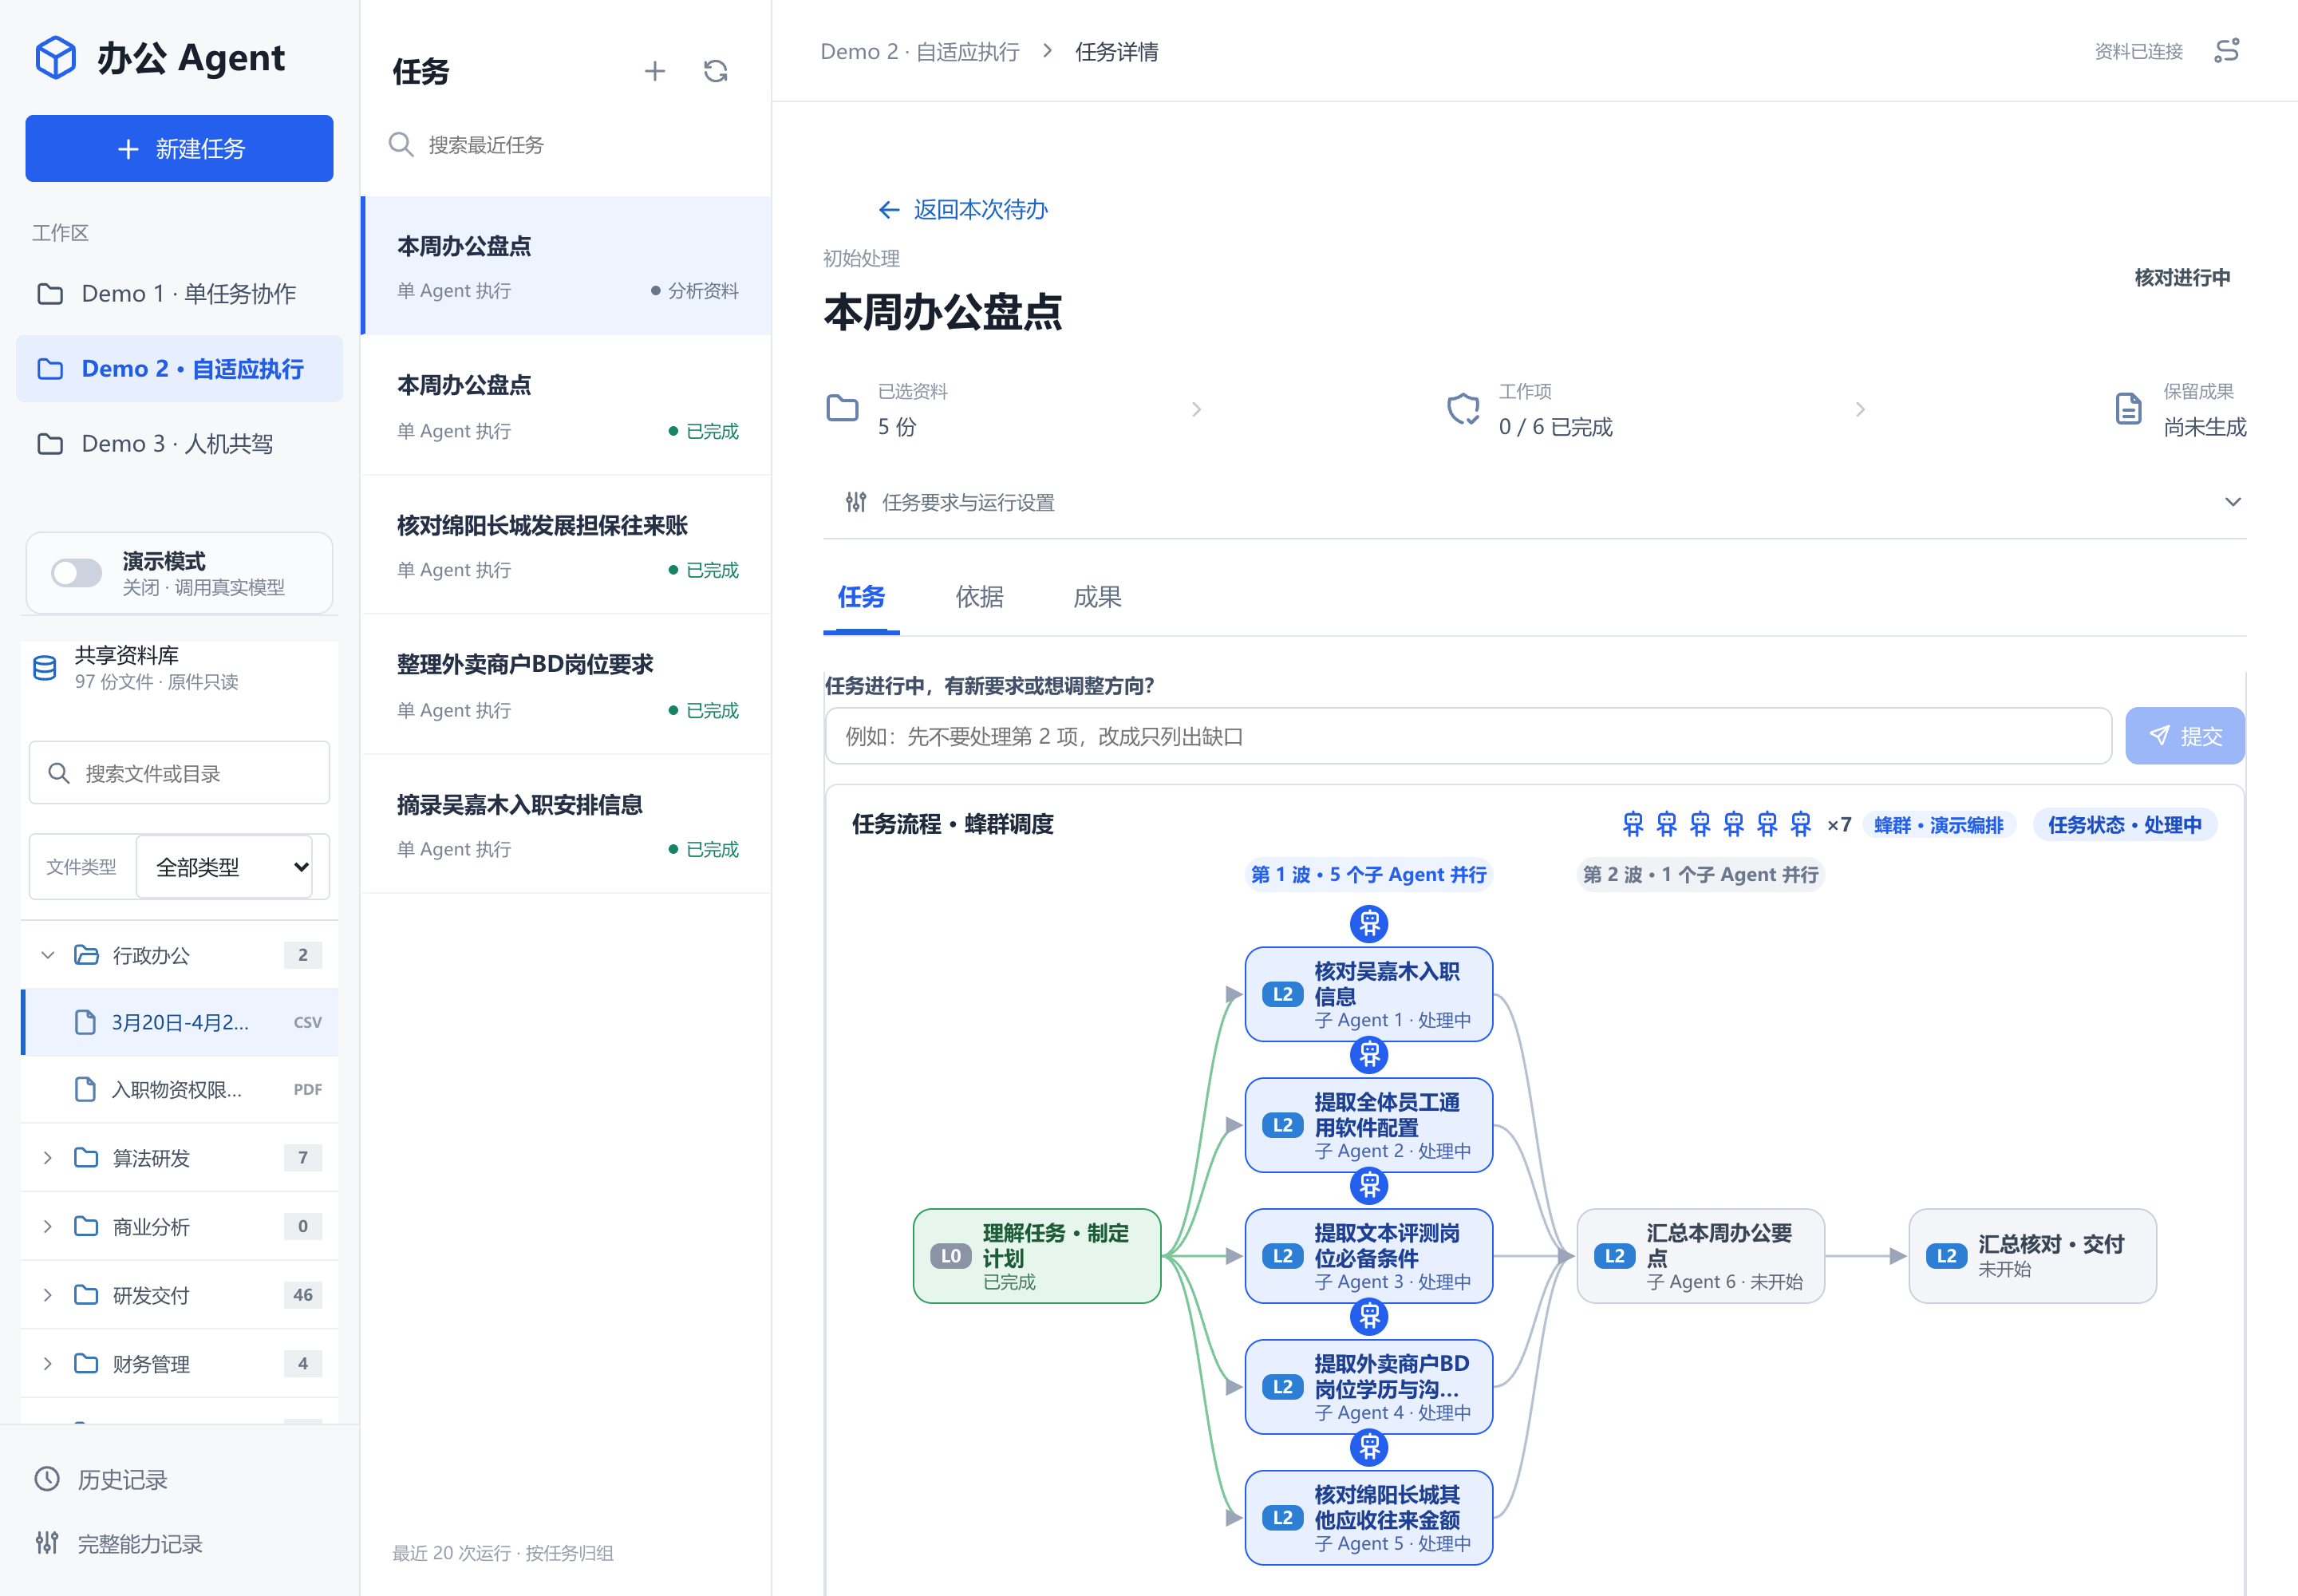 办公 Agent
新建任务
工作区
Demo 1 · 单任务协作
Demo 2 · 自适应执行
Demo 3 · 人机共驾
演示模式
关闭 · 调用真实模型
共享资料库
97 份文件 · 原件只读
搜索文件或目录
文件类型
全部类型
行政办公
2
3月20日-4月2...
CSV
入职物资权限...
PDF
算法研发
7
商业分析
0
研发交付
46
财务管理
4
历史记录
完整能力记录
任务
搜索最近任务
本周办公盘点
单 Agent 执行
分析资料
本周办公盘点
单 Agent 执行
已完成
核对绵阳长城发展担保往来账
单 Agent 执行
已完成
整理外卖商户BD岗位要求
单 Agent 执行
已完成
摘录吴嘉木入职安排信息
单 Agent 执行
已完成
最近 20 次运行 · 按任务归组
Demo 2 · 自适应执行
任务详情
资料已连接
返回本次待办
初始处理
核对进行中
本周办公盘点
已选资料
5 份
工作项
0 / 6 已完成
保留成果
尚未生成
任务要求与运行设置
任务
依据
成果
任务进行中，有新要求或想调整方向？
例如：先不要处理第 2 项，改成只列出缺口
提交
任务流程 · 蜂群调度
×7
蜂群 · 演示编排
任务状态 · 处理中
第 1 波 · 5 个子 Agent 并行
第 2 波 · 1 个子 Agent 并行
L0
理解任务 · 制定
计划
已完成
L2
核对吴嘉木入职
信息
子 Agent 1 · 处理中
L2
提取全体员工通
用软件配置
子 Agent 2 · 处理中
L2
提取文本评测岗
位必备条件
子 Agent 3 · 处理中
L2
提取外卖商户BD
岗位学历与沟...
子 Agent 4 · 处理中
L2
核对绵阳长城其
他应收往来金额
子 Agent 5 · 处理中
L2
汇总本周办公要
点
子 Agent 6 · 未开始
L2
汇总核对 · 交付
未开始